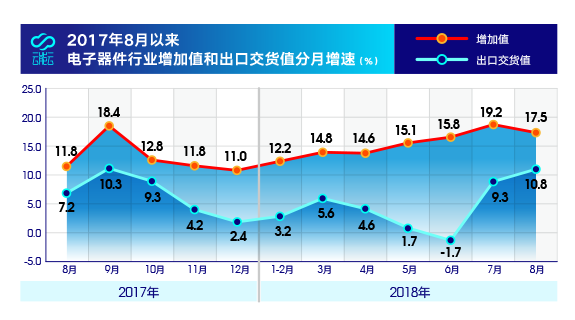 2017年8月以来
电子器件行业增加值和出口交货值分月增速（%）
增加值
出口交货值
25.0
20.0
15.0
10.0
5.0
0.0
-5.0
11.8 18.4 12.8 11.8 11.0 12.2 14.8 14.6 15.1 15.8 19.2 17.5
7.2 10.3 9.3 4.2 2.4 3.2 5.6 4.6 1.7 -1.7 9.3 10.8
8月 9月 10月 11月 12月 1-2月 3月 4月 5月 6月 7月 8月
2017年 2018年